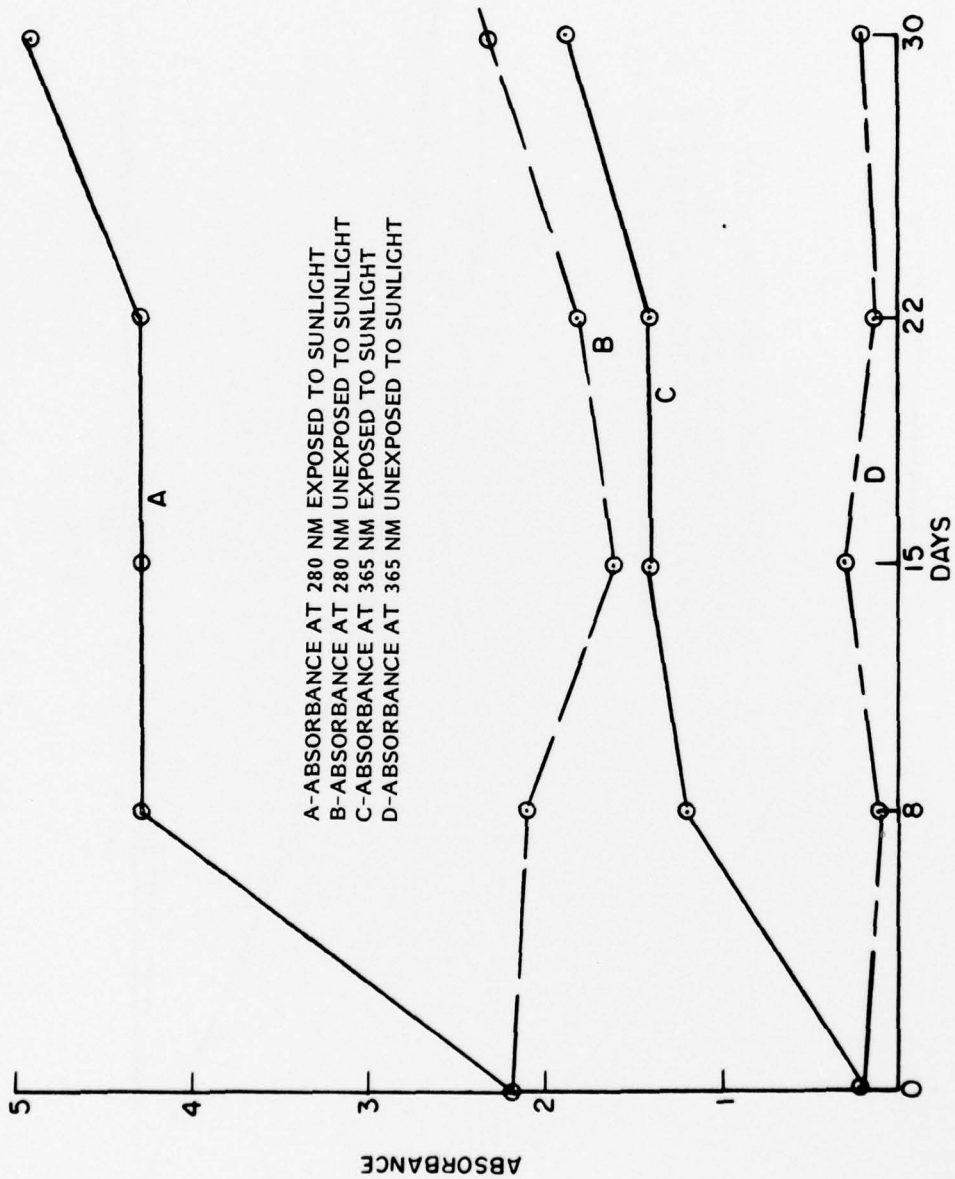 ABSORBANCE
5
4
3
2
1
A
B
C
D
A-ABSORBANCE AT 280 NM EXPOSED TO SUNLIGHT
B-ABSORBANCE AT 280 NM UNEXPOSED TO SUNLIGHT
C-ABSORBANCE AT 365 NM EXPOSED TO SUNLIGHT
D-ABSORBANCE AT 365 NM UNEXPOSED TO SUNLIGHT
0
8
15
22
30
DAYS